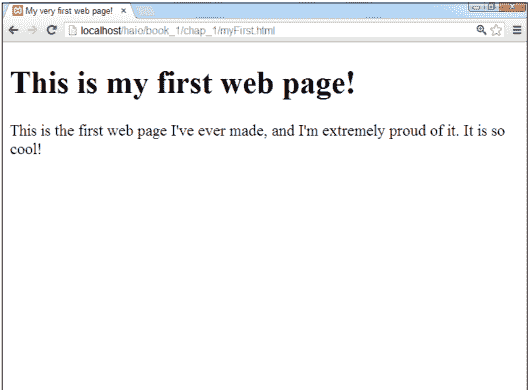 My very first web page!
localhost/haio/book_1/chap_1/myFirst.html
This is my first web page!
This is the first web page I've ever made, and I'm extremely proud of it. It is so
cool!